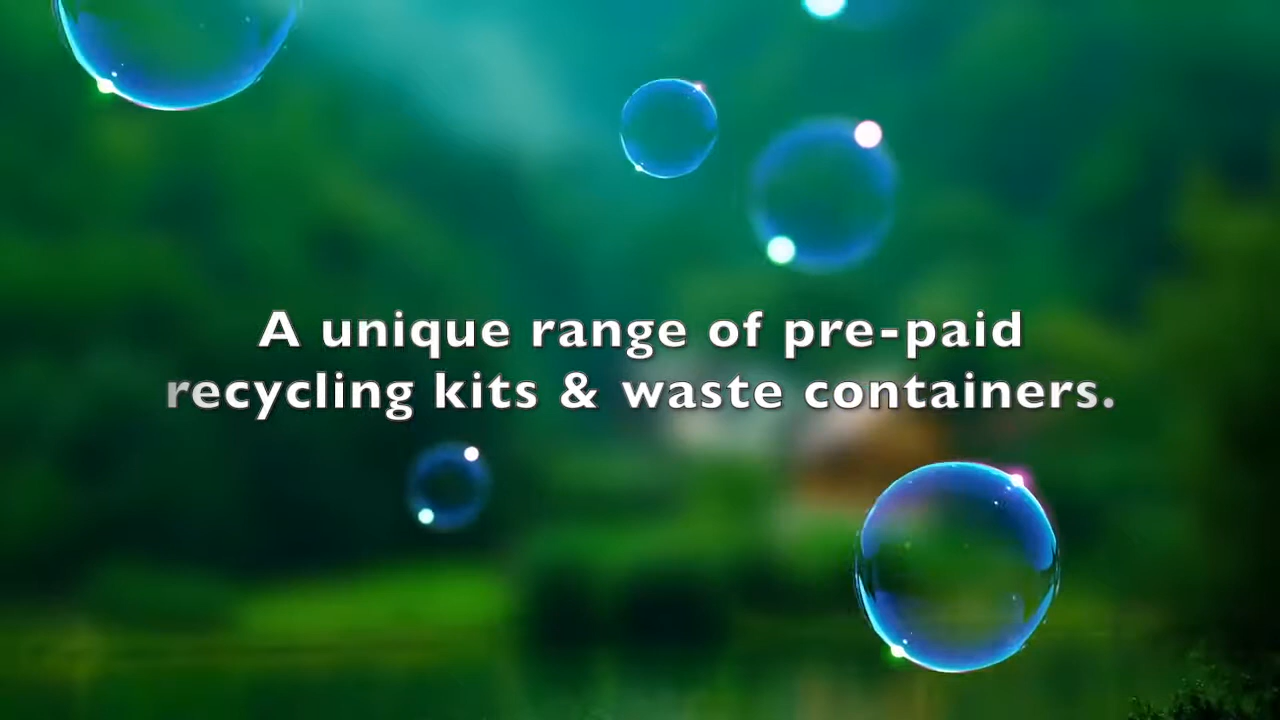 A unique range of pre-paid
recycling kits & waste containers.